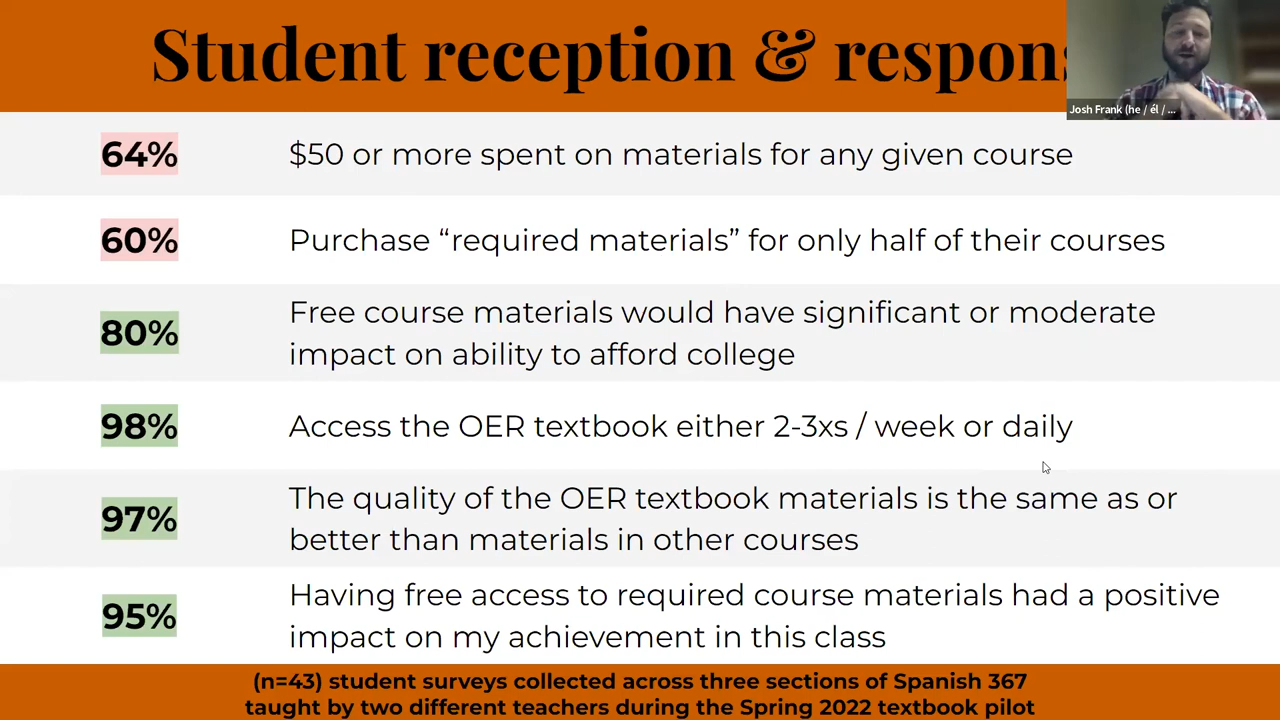 Student reception & respons
Josh Frank (he / él / ...
64%
$50 or more spent on materials for any given course
60%
Purchase “required materials” for only half of their courses
80%
Free course materials would have significant or moderate
impact on ability to afford college
98%
Access the OER textbook either 2-3xs / week or daily
97%
The quality of the OER textbook materials is the same as or
better than materials in other courses
95%
Having free access to required course materials had a positive
impact on my achievement in this class
(n=43) student surveys collected across three sections of Spanish 367
taught by two different teachers during the Spring 2022 textbook pilot